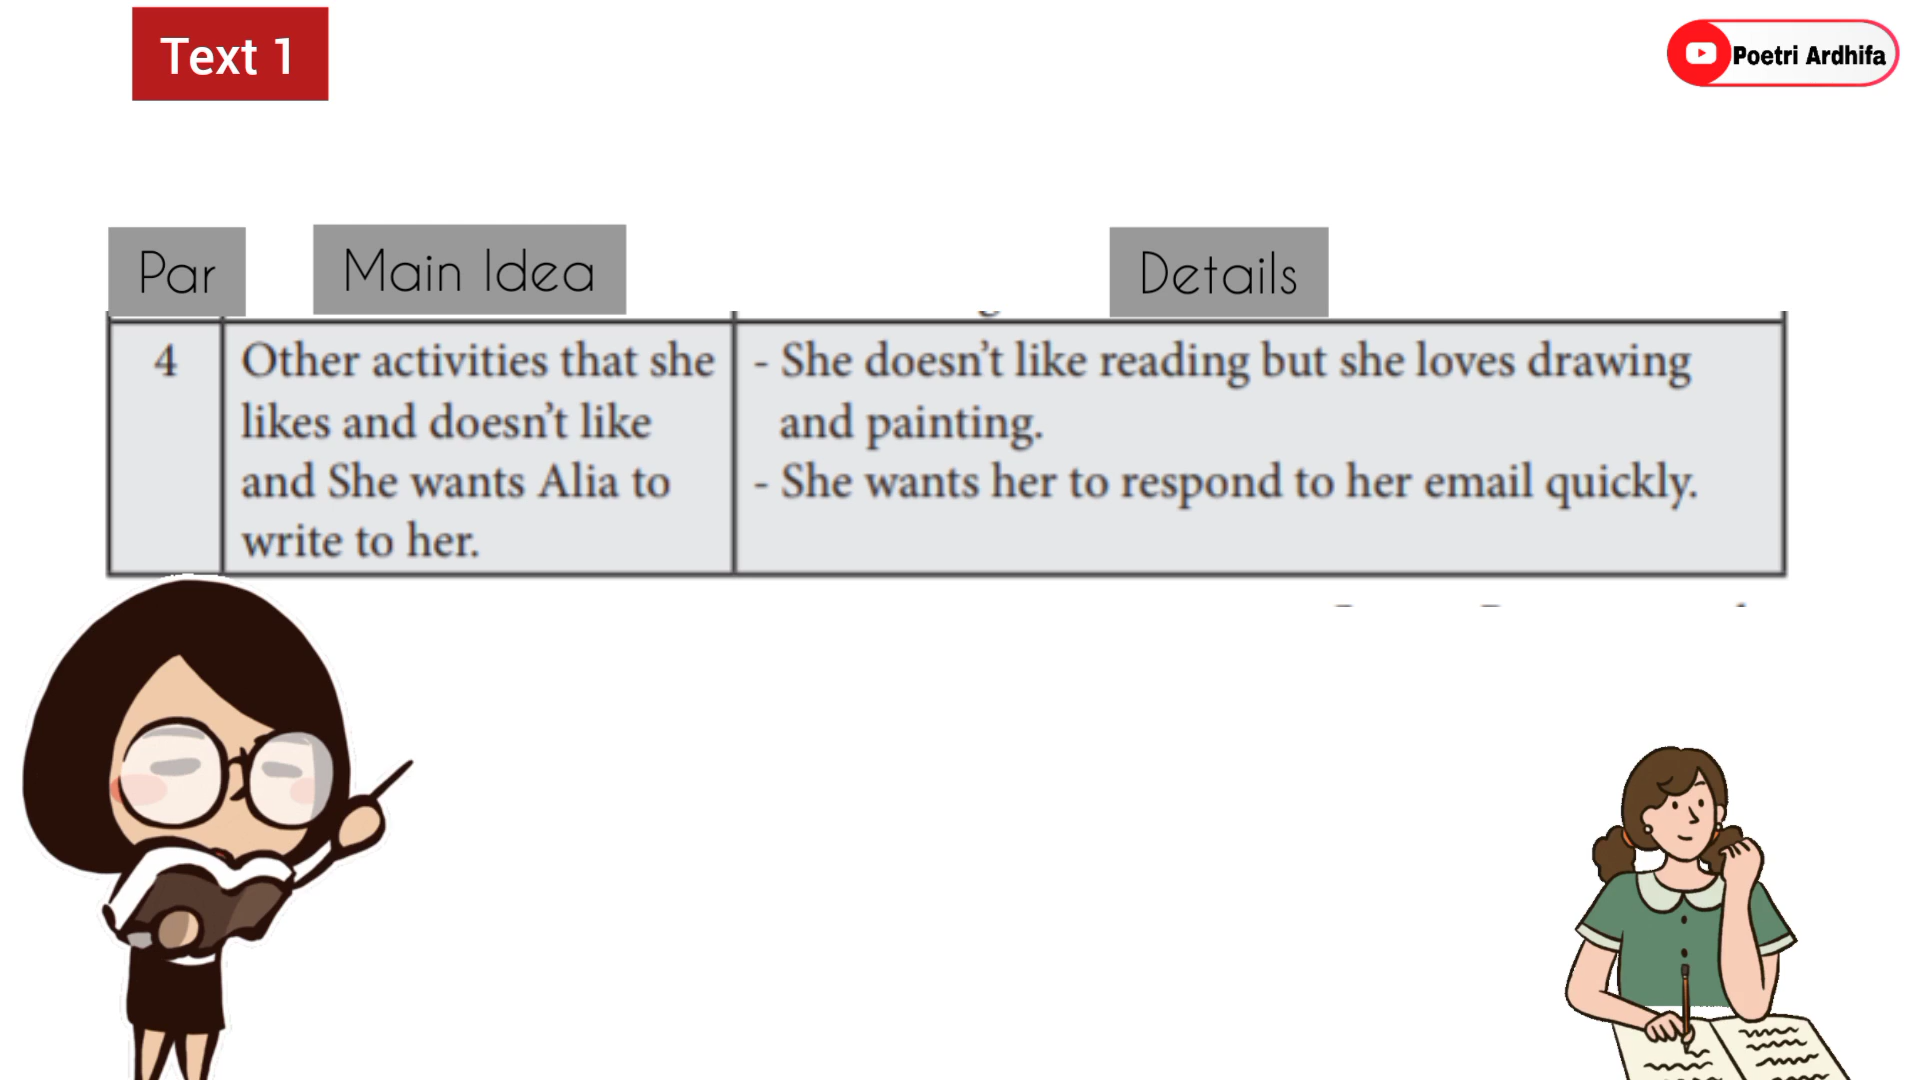 Text 1
Poetri Ardhifa
Par
Main Idea
Details
4
Other activities that she
likes and doesn't like
and She wants Alia to
write to her.
- She doesn't like reading but she loves drawing
and painting.
- She wants her to respond to her email quickly.